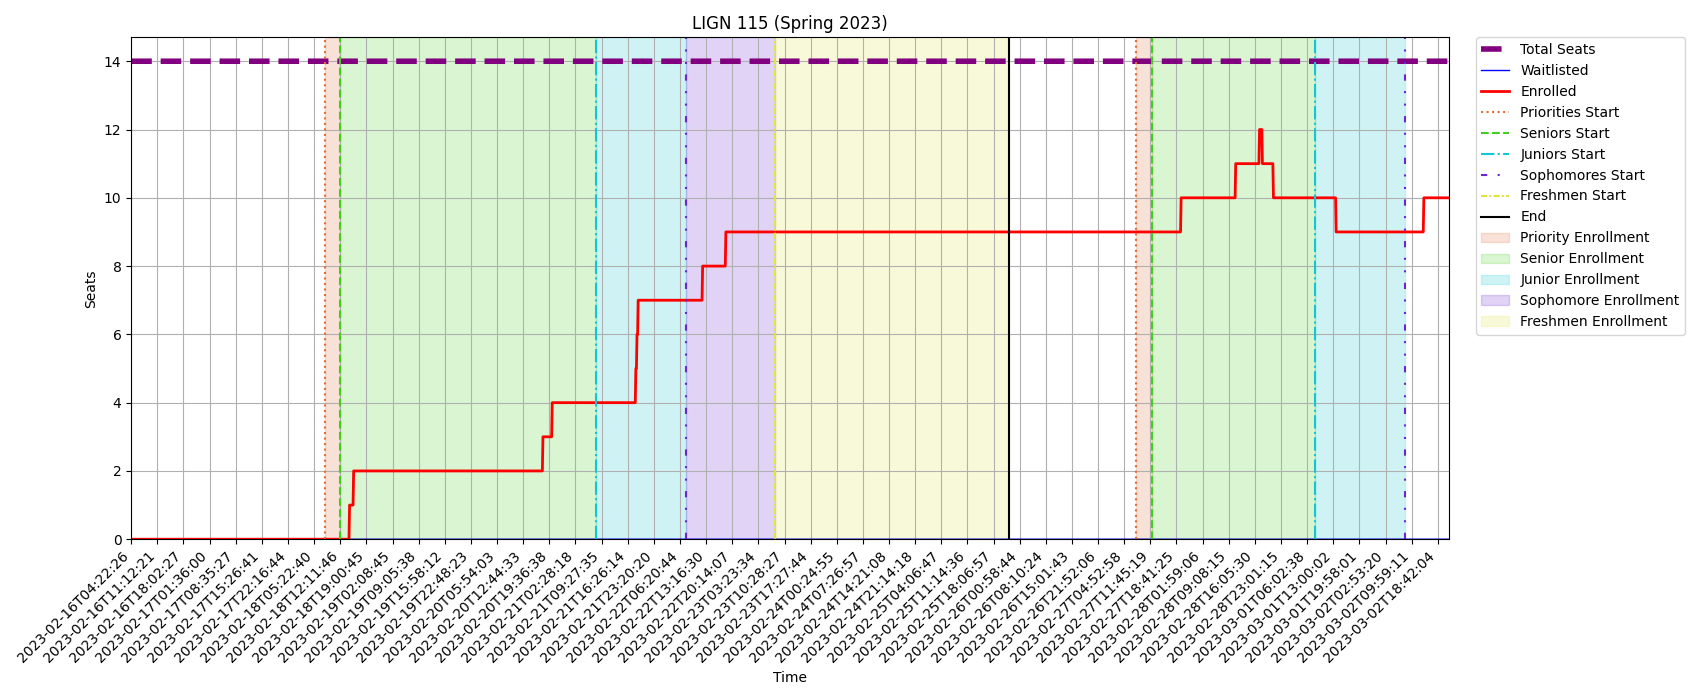 LIGN 115 (Spring 2023)
14
12
10
8
6
4
2
0
Seats
2023-02-16T04:22:26
2023-02-16T11:12:21
2023-02-16T18:02:27
2023-02-17T01:36:00
2023-02-17T08:35:27
2023-02-17T15:26:41
2023-02-17T22:16:44
2023-02-18T05:22:40
2023-02-18T12:11:46
2023-02-18T19:00:45
2023-02-19T02:08:45
2023-02-19T09:05:38
2023-02-19T15:58:12
2023-02-19T22:48:23
2023-02-20T05:54:03
2023-02-20T12:44:33
2023-02-20T19:36:38
2023-02-21T02:28:18
2023-02-21T09:27:35
2023-02-21T16:26:14
2023-02-21T23:20:20
2023-02-22T06:20:44
2023-02-22T13:16:30
2023-02-22T20:14:07
2023-02-23T03:23:34
2023-02-23T10:28:27
2023-02-23T17:27:44
2023-02-24T00:24:55
2023-02-24T07:26:57
2023-02-24T14:21:08
2023-02-24T21:14:18
2023-02-25T04:06:47
2023-02-25T11:14:36
2023-02-25T18:06:57
2023-02-26T00:58:44
2023-02-26T08:10:24
2023-02-26T15:01:43
2023-02-26T21:52:06
2023-02-27T04:52:58
2023-02-27T11:45:19
2023-02-27T18:41:25
2023-02-28T01:59:06
2023-02-28T09:08:15
2023-02-28T16:05:30
2023-02-28T23:01:15
2023-03-01T06:02:38
2023-03-01T13:00:02
2023-03-01T19:58:01
2023-03-02T02:53:20
2023-03-02T09:59:11
2023-03-02T18:42:04
Time
Total Seats
Waitlisted
Enrolled
Priorities Start
Seniors Start
Juniors Start
Sophomores Start
Freshmen Start
End
Priority Enrollment
Senior Enrollment
Junior Enrollment
Sophomore Enrollment
Freshmen Enrollment